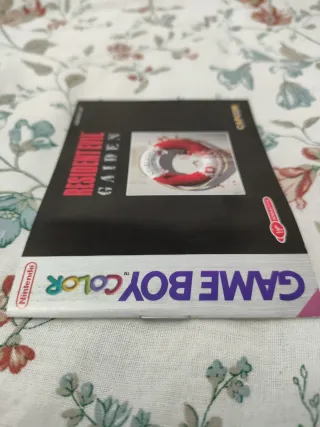 GAME BOY COLOR
Nintendo
RESIDENT EVIL
GAIDEN
CAPCOM